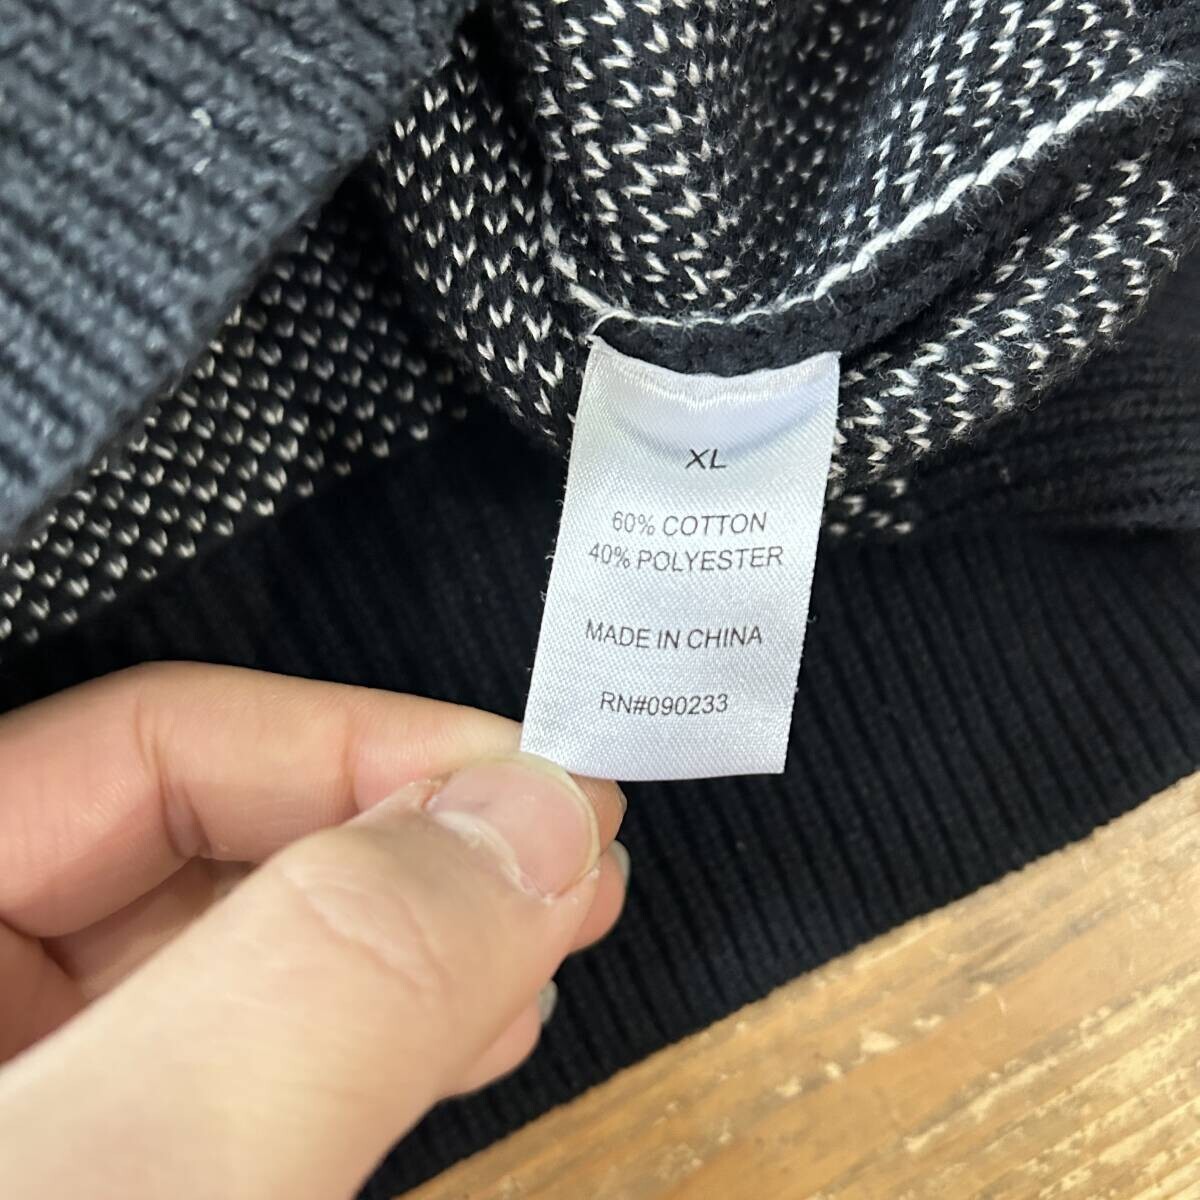 XL
60% COTTON
40% POLYESTER
MADE IN CHINA
RN#090233